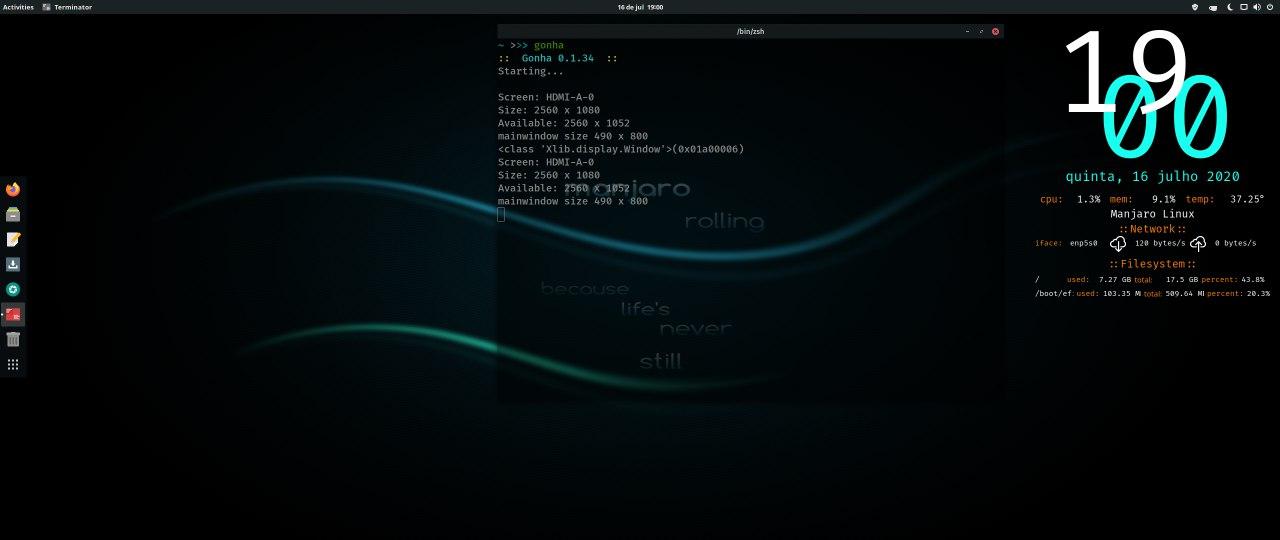 Activities Terminator 16 de jul 19:00
/bin/zsh
~ >>> gonha
:: Gonha 0.1.34 ::
Starting...
Screen: HDMI-A-0
Size: 2560 x 1080
Available: 2560 x 1052
mainwindow size 490 x 800
<class 'Xlib.display.Window'>(0x01a00006)
Screen: HDMI-A-0
Size: 2560 x 1080
Available: 2560 x 1052
mainwindow size 490 x 800
manjaro
rolling
because
life's
never
still
19
00
quinta, 16 julho 2020
cpu: 1.3% mem: 9.1% temp: 37.25°
Manjaro Linux
::Network::
iface: enp5s0 120 bytes/s 0 bytes/s
::Filesystem::
/ used: 7.27 GB total: 17.5 GB percent: 43.8%
/boot/ef: used: 103.35 M total: 509.64 M percent: 20.3%